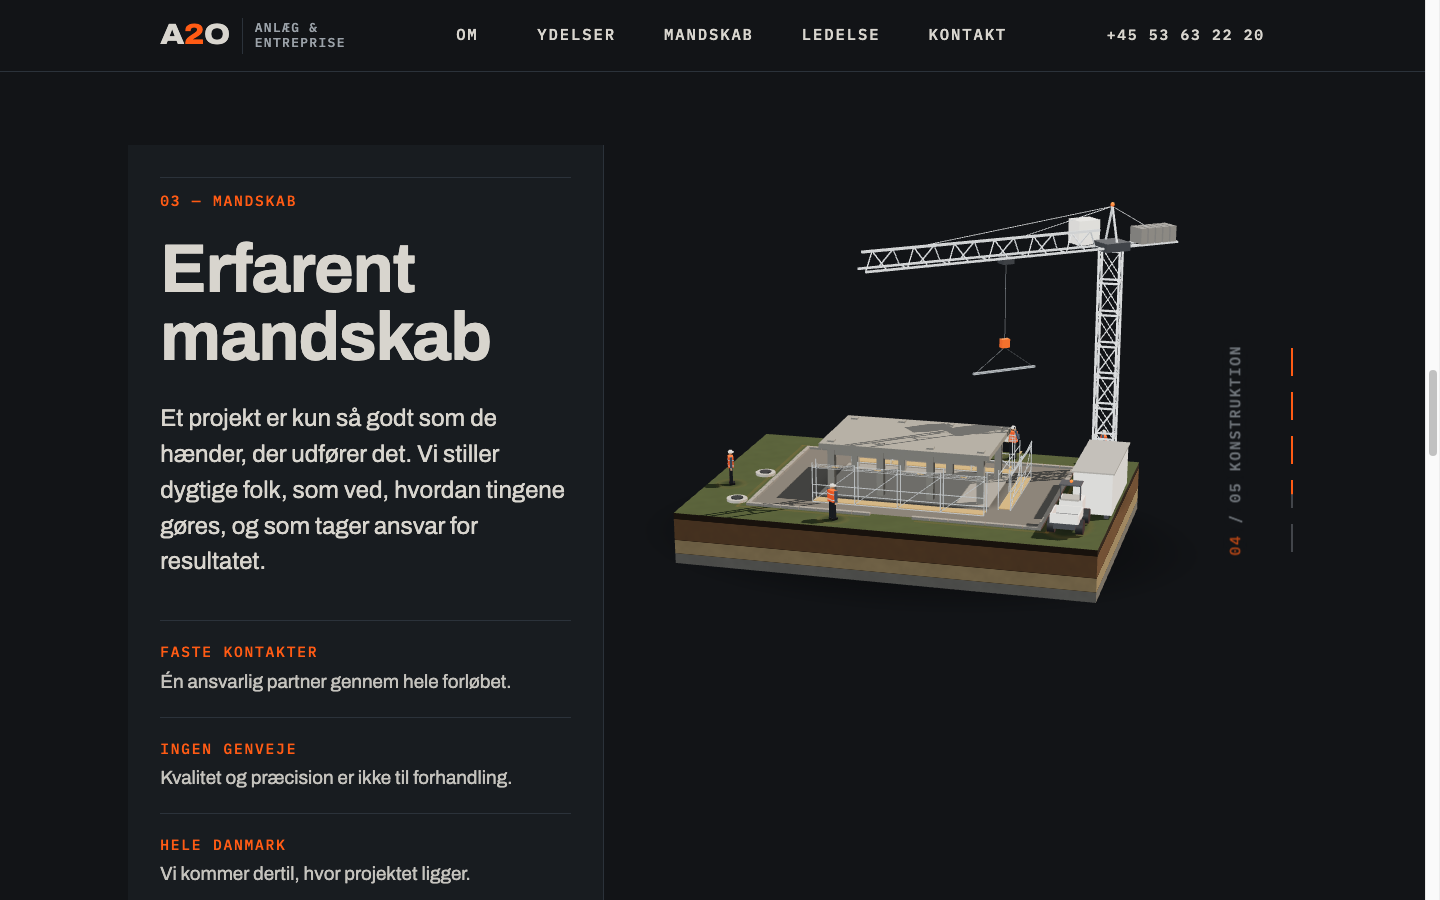 A2O
ANLÆG &
ENTREPRISE
OM
YDELSER
MANDSKAB
LEDELSE
KONTAKT
+45 53 63 22 20
03 — MANDSKAB
Erfarent
mandskab
Et projekt er kun så godt som de
hænder, der udfører det. Vi stiller
dygtige folk, som ved, hvordan tingene
gøres, og som tager ansvar for
resultatet.
FASTE KONTAKTER
Én ansvarlig partner gennem hele forløbet.
INGEN GENVEJE
Kvalitet og præcision er ikke til forhandling.
HELE DANMARK
Vi kommer dertil, hvor projektet ligger.
04 / 05 KONSTRUKTION